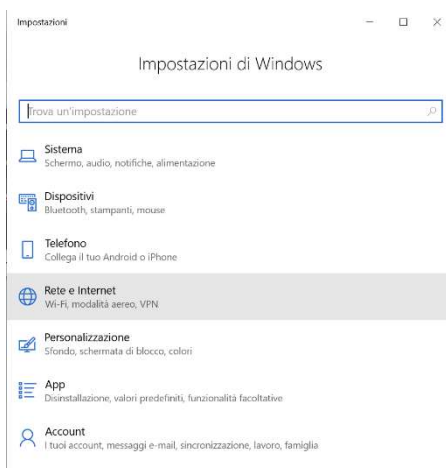 Impostazioni
Impostazioni di Windows
Trova un'impostazione
Sistema
Schermo, audio, notifiche, alimentazione
Dispositivi
Bluetooth, stampanti, mouse
Telefono
Collega il tuo Android o iPhone
Rete e Internet
Wi-Fi, modalità aereo, VPN
Personalizzazione
Sfondo, schermata di blocco, colori
App
Disinstallazione, valori predefiniti, funzionalità facoltative
Account
I tuoi account, messaggi e-mail, sincronizzazione, lavoro, famiglia